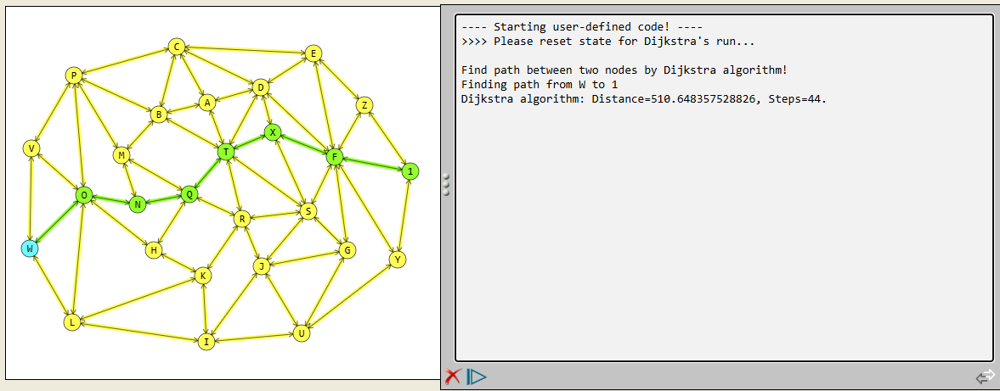 C
E
P
D
A
Z
B
X
V
M
T
F
1
O
N
Q
S
R
W
H
G
Y
J
K
L
U
I
---- Starting user-defined code! ----
>>>> Please reset state for Dijkstra's run...
Find path between two nodes by Dijkstra algorithm!
Finding path from W to 1
Dijkstra algorithm: Distance=510.648357528826, Steps=44.